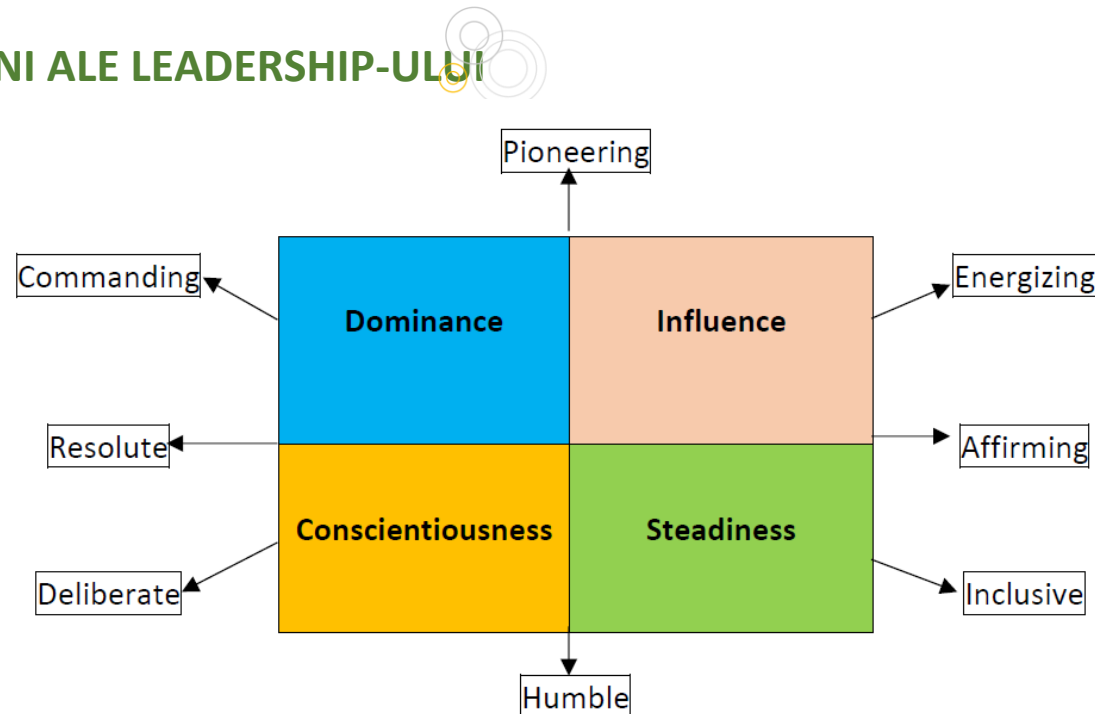 NI ALE LEADERSHIP-ULUI
Pioneering
Commanding
Energizing
Dominance
Influence
Resolute
Affirming
Conscientiousness
Steadiness
Deliberate
Inclusive
Humble